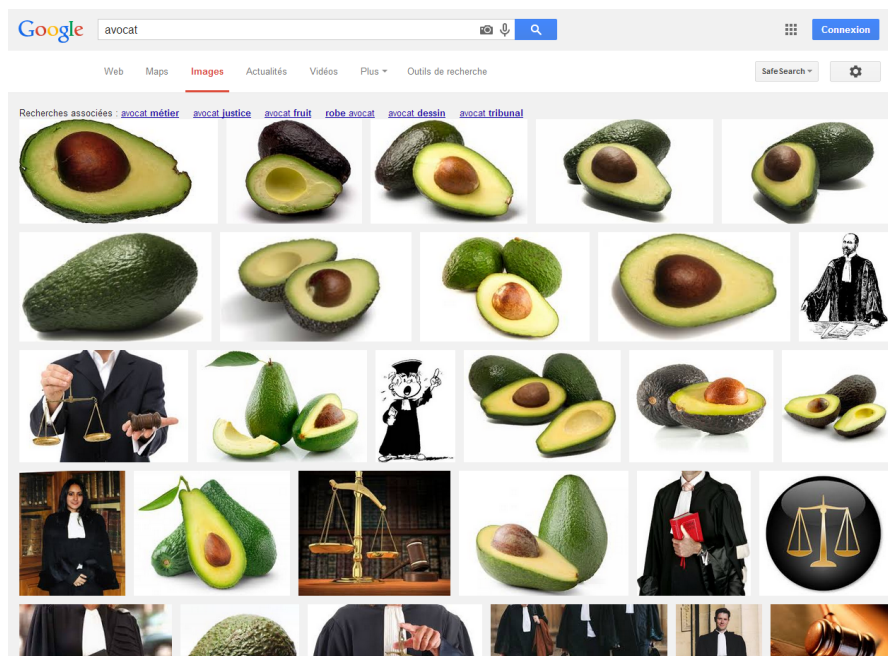 Google avocat Connexion
Web Maps Images Actualités Vidéos Plus Outils de recherche SafeSearch
Recherches associées : avocat métier avocat justice avocat fruit robe avocat avocat dessin avocat tribunal